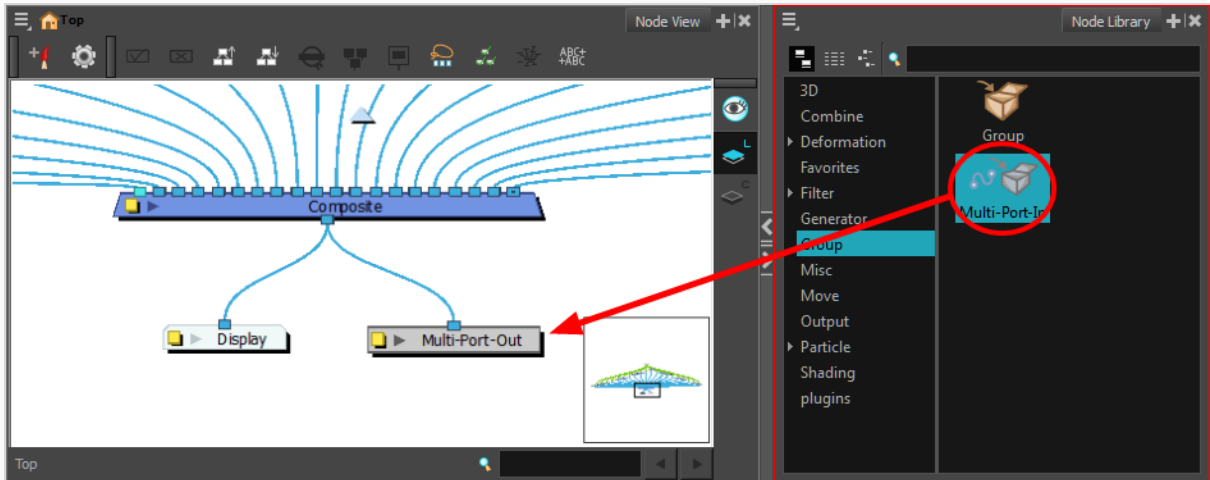 Top
Node View
ABC+
+ABC
Composite
Display
Multi-Port-Out
L
C
Top
Node Library
3D
Combine
Deformation
Favorites
Filter
Generator
Group
Misc
Move
Output
Particle
Shading
plugins
Group
Multi-Port-In